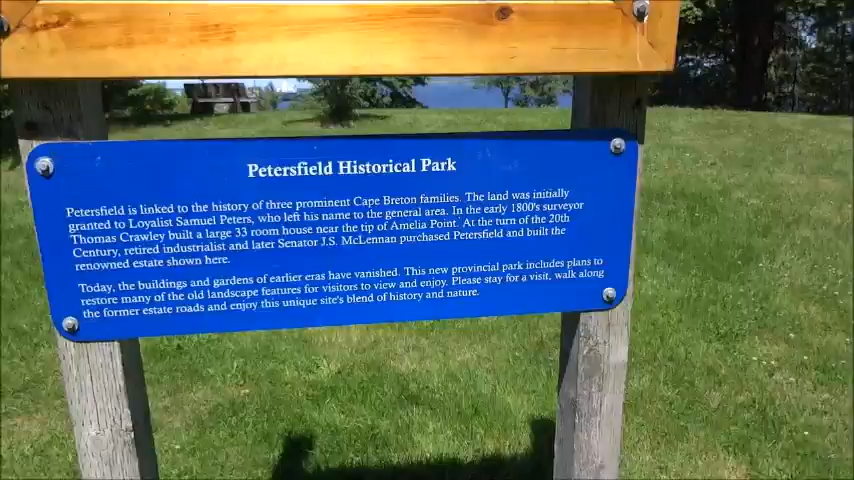 Petersfield Historical Park
Petersfield is linked to the history of three prominent Cape Breton families. The land was initially
granted to Loyalist Samuel Peters, who left his name to the general area. In the early 1800's surveyor
Thomas Crawley built a large 33 room house near the tip of Amelia Point. At the turn of the 20th
Century, retired industrialist and later Senator J.S. McLennan purchased Petersfield and built the
renowned estate shown here.
Today, the buildings and gardens of earlier eras have vanished. This new provincial park includes plans to
restore many of the old landscape features for visitors to view and enjoy. Please stay for a visit, walk along
the former estate roads and enjoy this unique site's blend of history and nature.